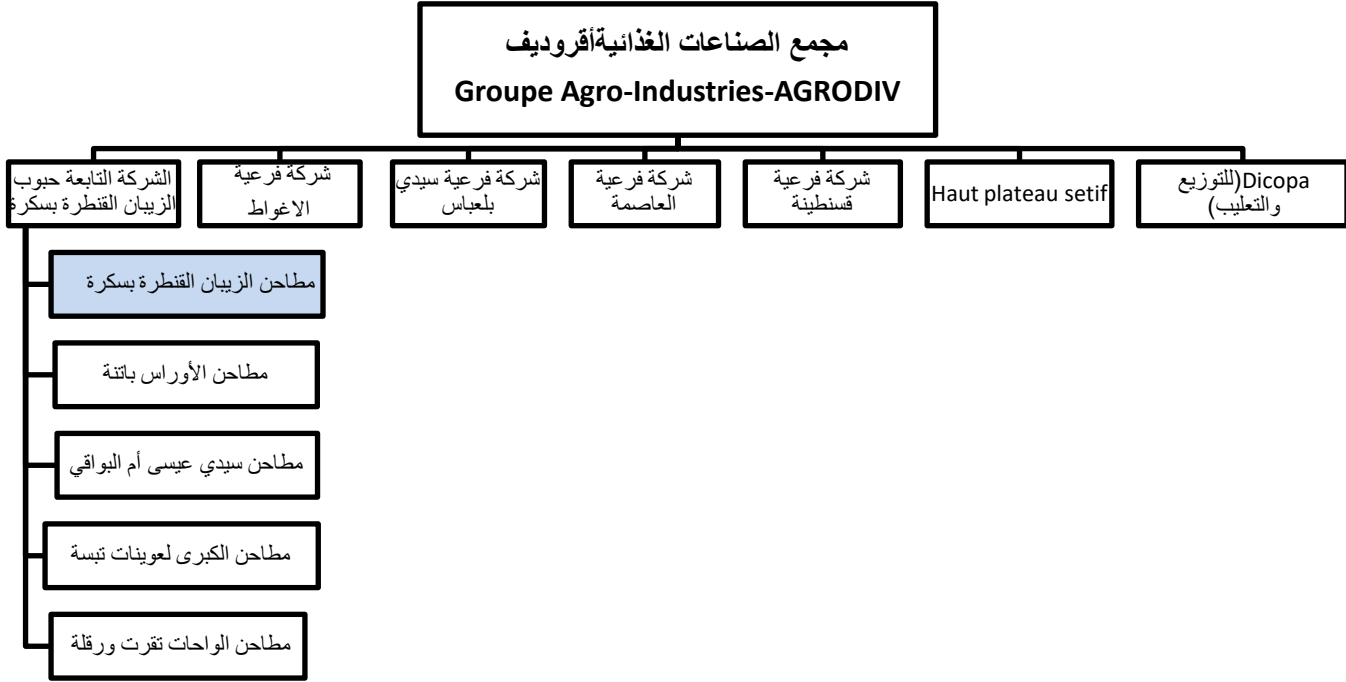 مجمع الصناعات الغذائيةأقروديف
Groupe Agro-Industries-AGRODIV
الشركة التابعة حبوب
الزيبان القنطرة بسكرة
شركة فرعية
الاغواط
شركة فرعية سيدي
بلعباس
شركة فرعية
العاصمة
شركة فرعية
قسنطينة
Haut plateau setif
Dicopa(للتوزيع
والتعليب)
مطاحن الزيبان القنطرة بسكرة
مطاحن الأوراس باتنة
مطاحن سيدي عيسى أم البواقي
مطاحن الكبرى لعوينات تبسة
مطاحن الواحات تقرت ورقلة